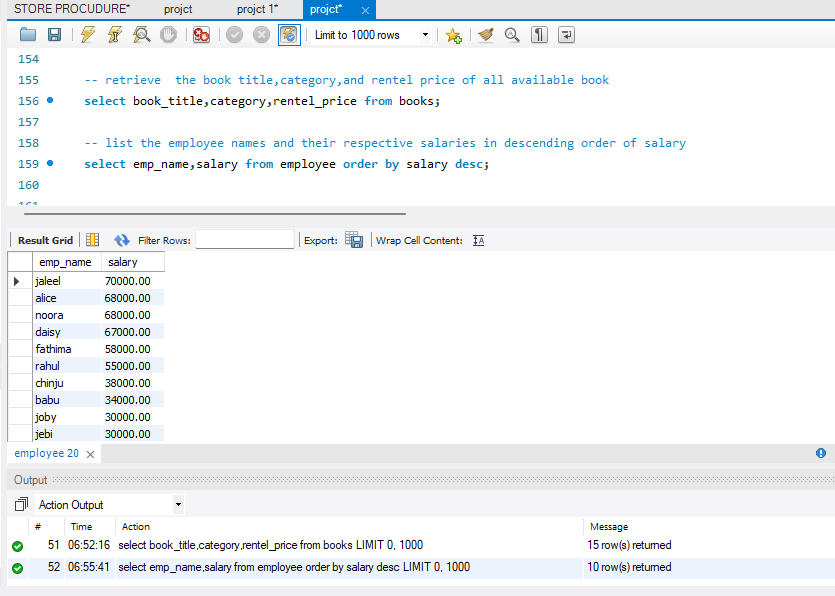 STORE PROCUDURE* projct projct 1* projct*
Limit to 1000 rows
154
155 -- retrieve the book title,category,and rentel price of all available book
156 select book_title,category,rentel_price from books;
157
158 -- list the employee names and their respective salaries in descending order of salary
159 select emp_name,salary from employee order by salary desc;
160
161
Result Grid Filter Rows: Export: Wrap Cell Content:
emp_name salary
jaleel 70000.00
alice 68000.00
noora 68000.00
daisy 67000.00
fathima 58000.00
rahul 55000.00
chinju 38000.00
babu 34000.00
joby 30000.00
jebi 30000.00
employee 20
Output
Action Output
# Time Action Message
51 06:52:16 select book_title,category,rentel_price from books LIMIT 0, 1000 15 row(s) returned
52 06:55:41 select emp_name,salary from employee order by salary desc LIMIT 0, 1000 10 row(s) returned